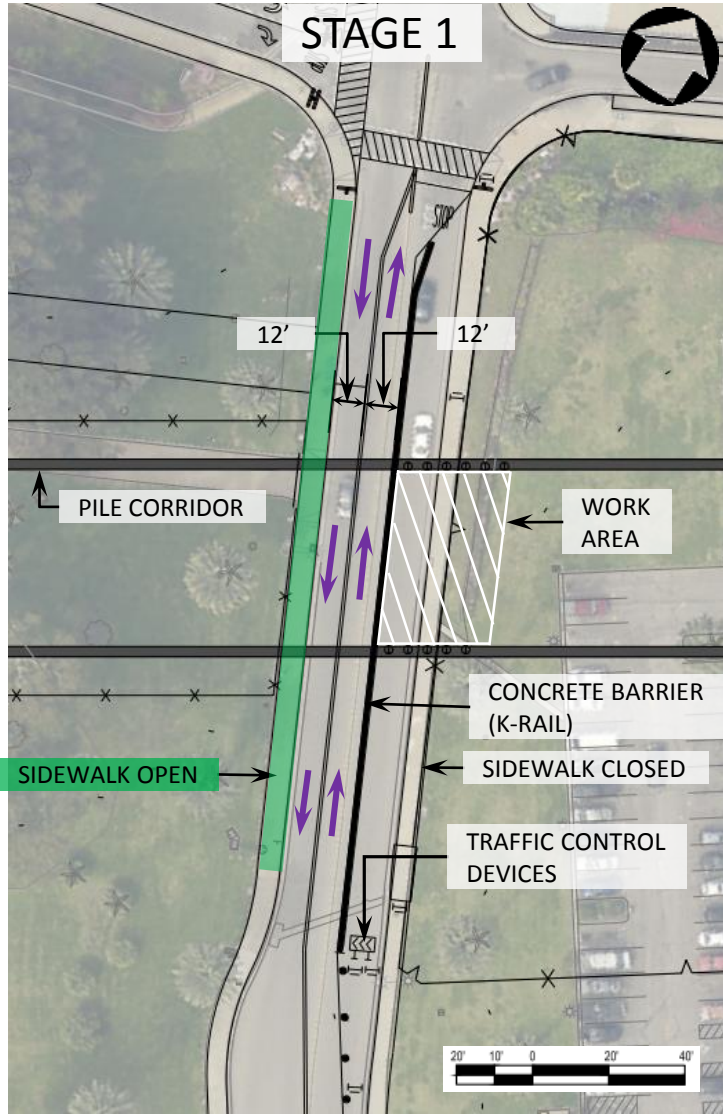 STAGE 1
STOP
12’
12’
PILE CORRIDOR
WORK
AREA
CONCRETE BARRIER
(K-RAIL)
SIDEWALK OPEN
SIDEWALK CLOSED
TRAFFIC CONTROL
DEVICES
20' 10' 0 20' 40'